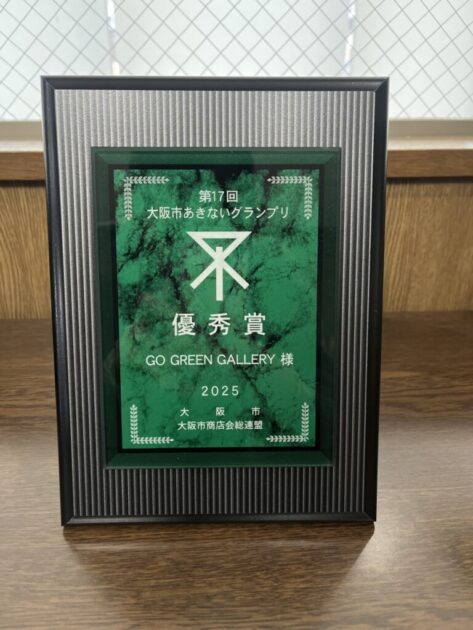 第17回
大阪市あきないグランプリ
優秀賞
GO GREEN GALLERY 様
2025
大阪市
大阪市商店会総連盟